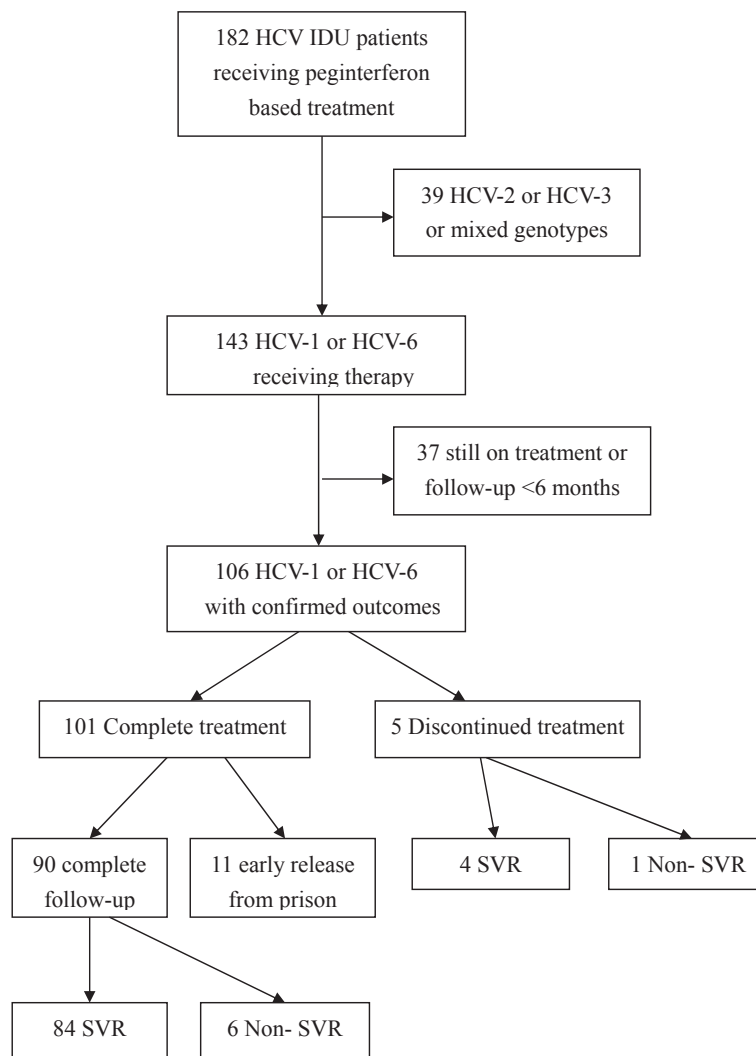 182 HCV IDU patients
receiving peginterferon
based treatment
39 HCV-2 or HCV-3
or mixed genotypes
143 HCV-1 or HCV-6
receiving therapy
37 still on treatment or
follow-up <6 months
106 HCV-1 or HCV-6
with confirmed outcomes
101 Complete treatment
5 Discontinued treatment
90 complete
follow-up
11 early release
from prison
4 SVR
1 Non- SVR
84 SVR
6 Non- SVR